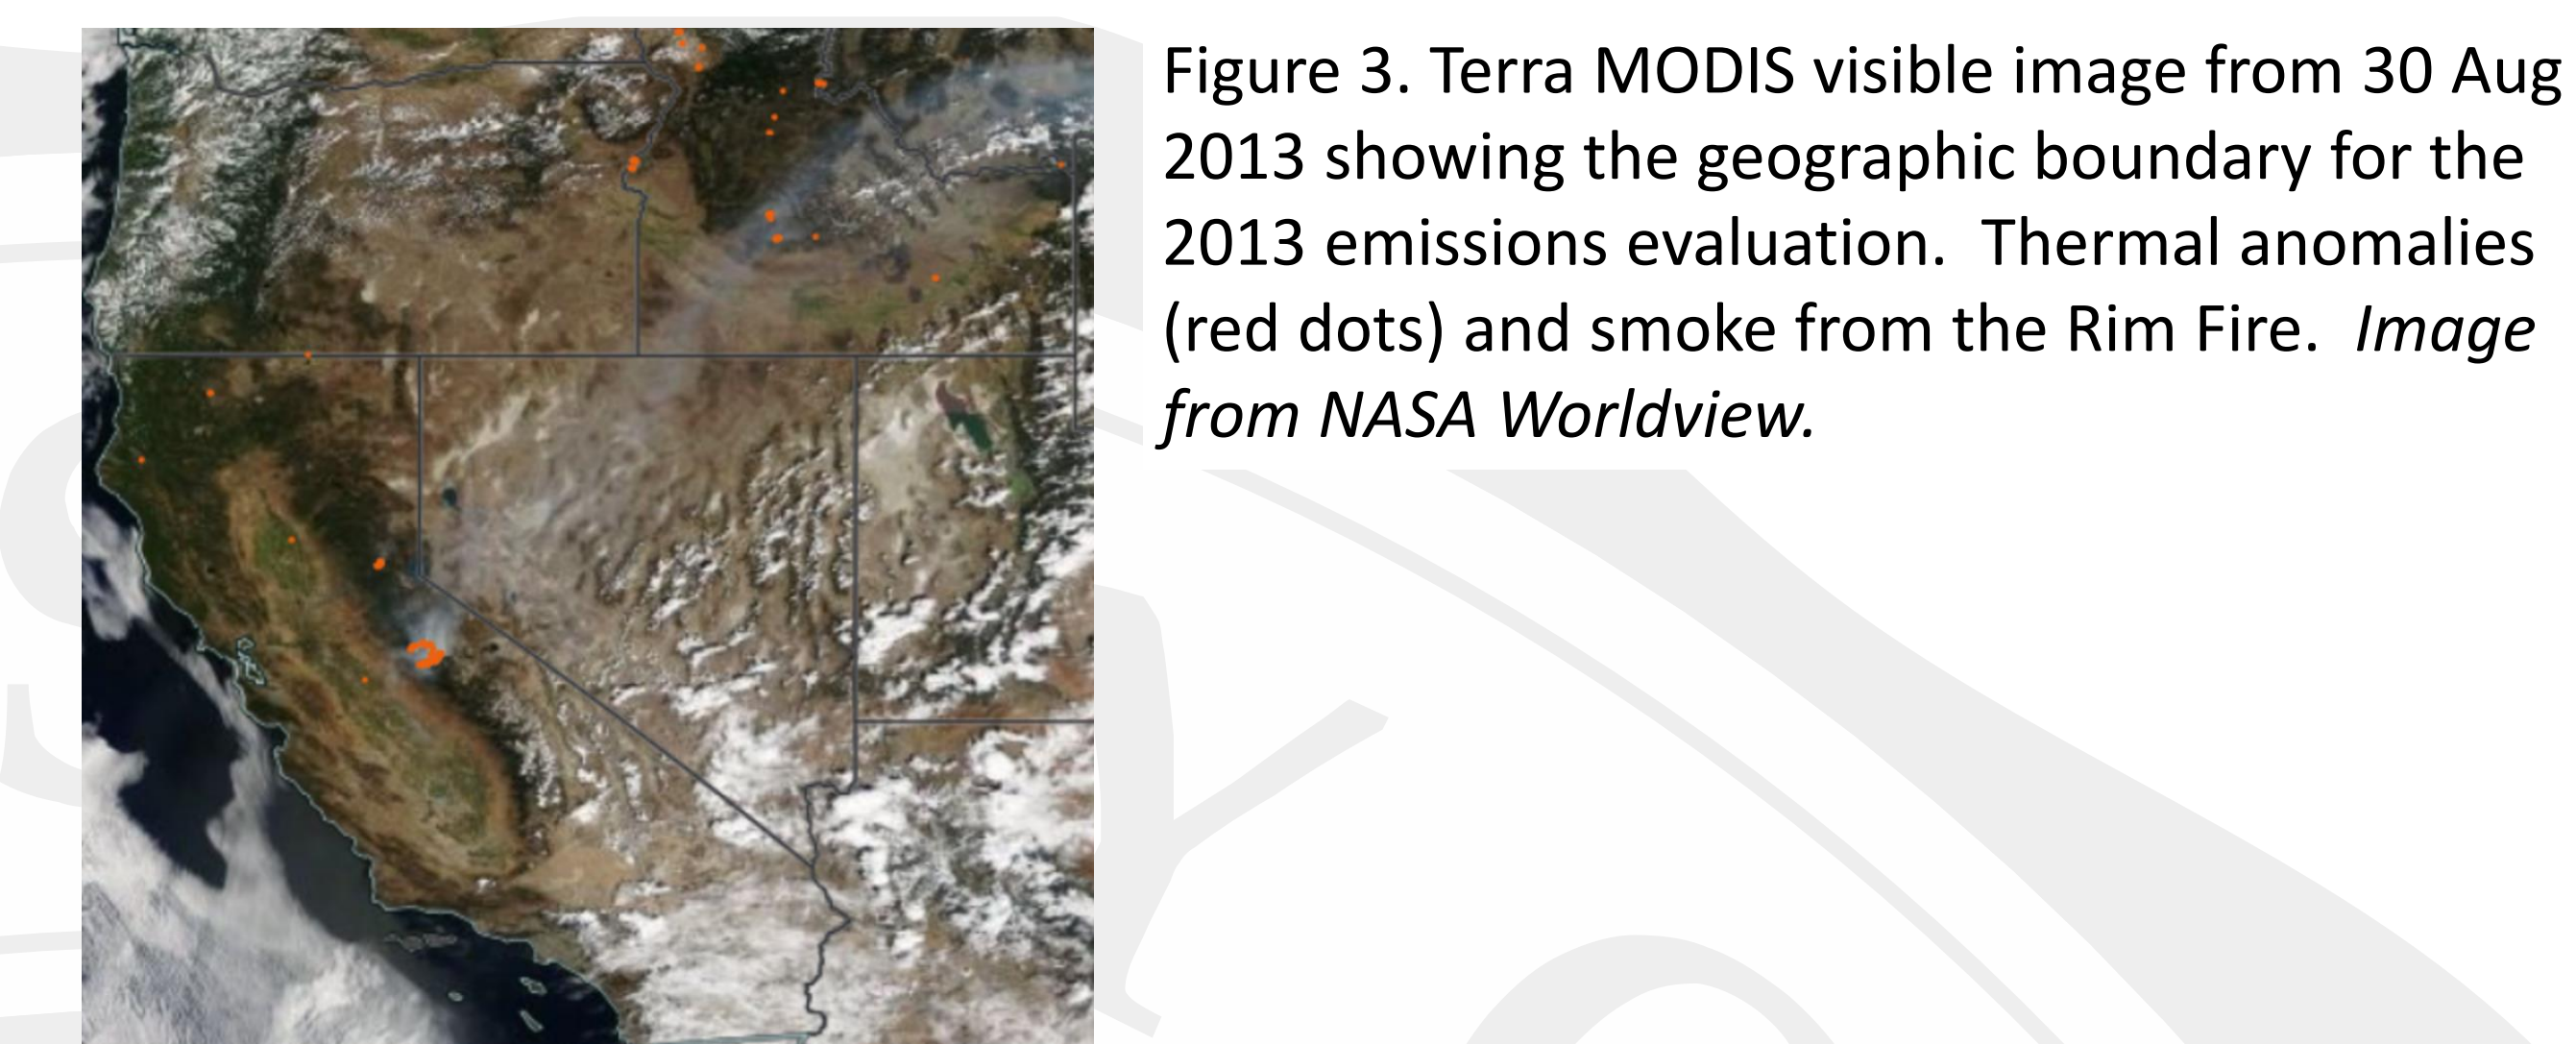 Figure 3. Terra MODIS visible image from 30 Aug
2013 showing the geographic boundary for the
2013 emissions evaluation.  Thermal anomalies
(red dots) and smoke from the Rim Fire.  Image
from NASA Worldview.